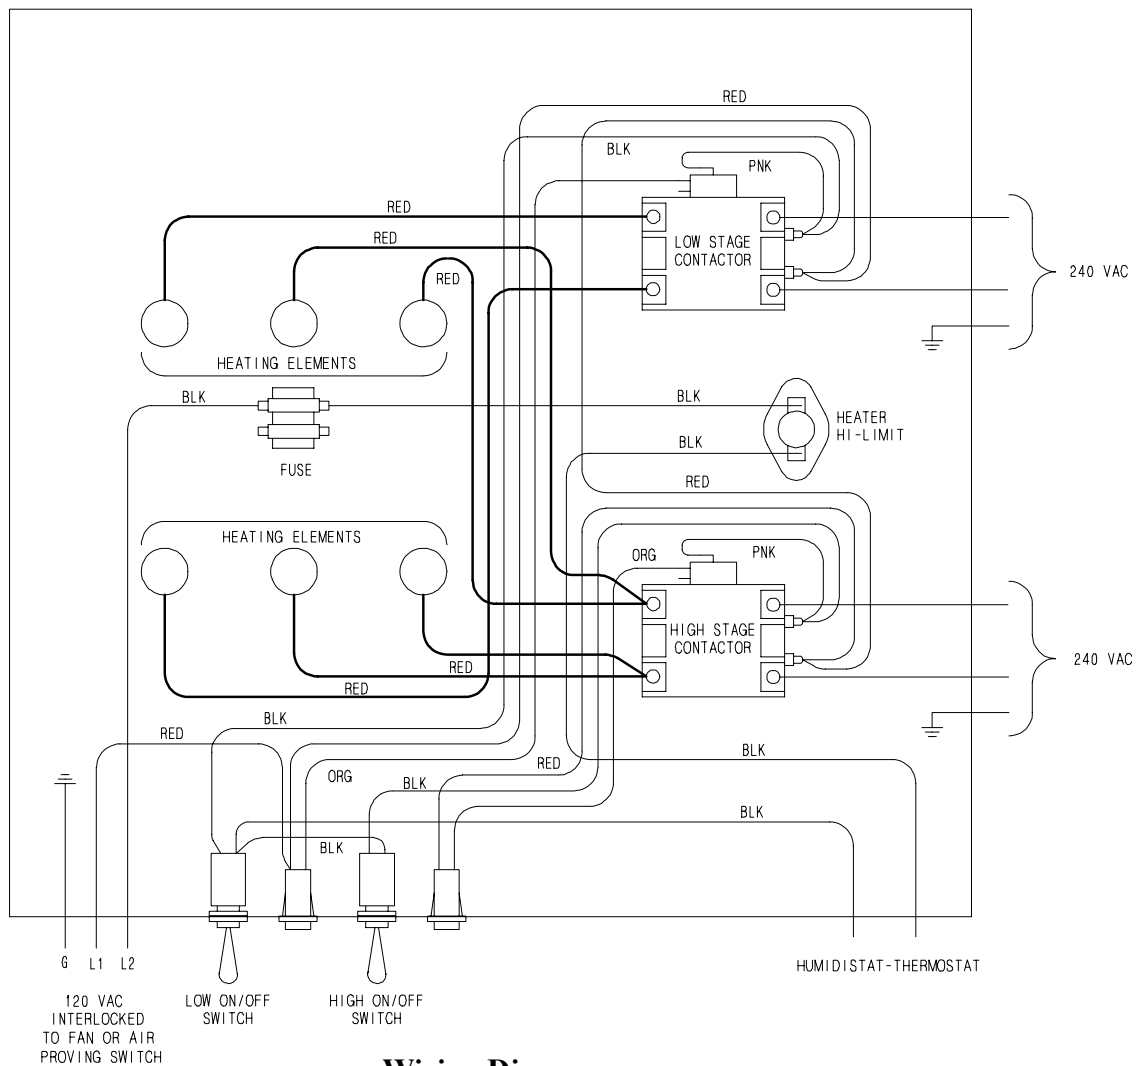 RED
BLK
PNK
RED
RED
RED
LOW STAGE
CONTACTOR
240 VAC
HEATING ELEMENTS
BLK
BLK
HEATER
HI-LIMIT
BLK
FUSE
RED
HEATING ELEMENTS
ORG
PNK
HIGH STAGE
CONTACTOR
240 VAC
RED
RED
BLK
RED
BLK
RED
ORG
BLK
BLK
BLK
G
L1
L2
HUMIDISTAT-THERMOSTAT
120 VAC
INTERLOCKED
TO FAN OR AIR
PROVING SWITCH
LOW ON/OFF
SWITCH
HIGH ON/OFF
SWITCH